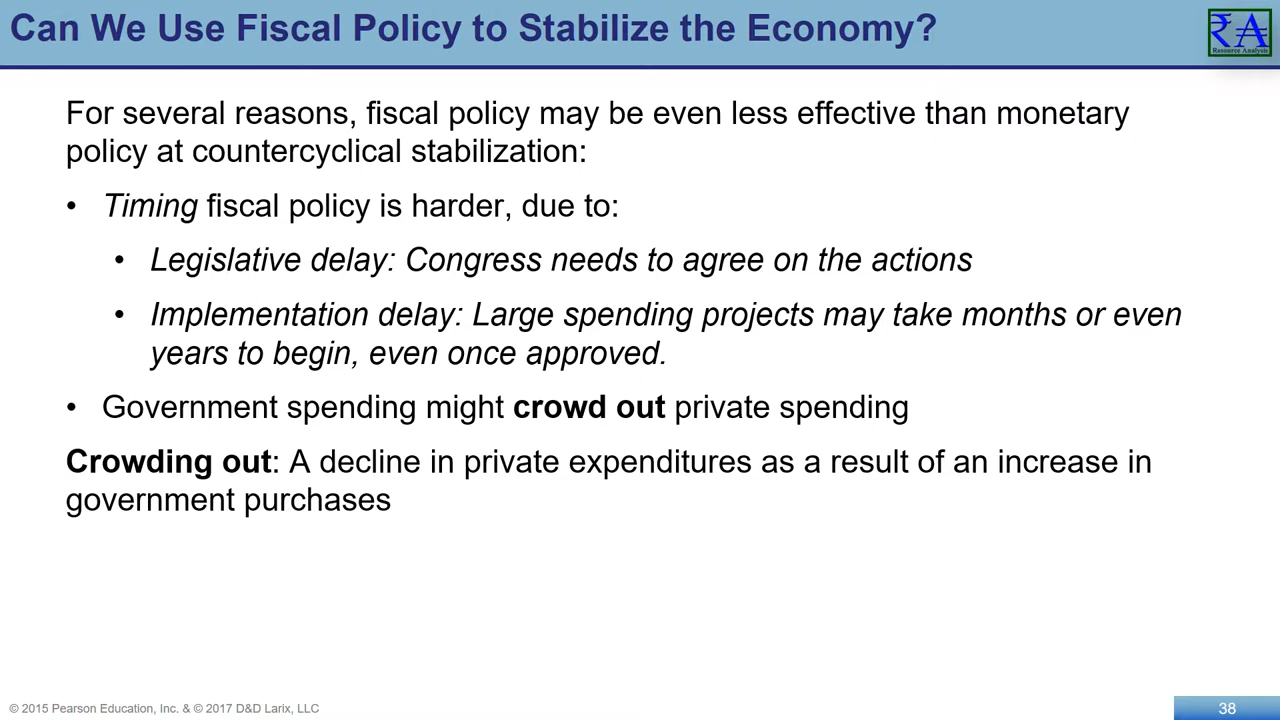 Can We Use Fiscal Policy to Stabilize the Economy?
₹A
Resource Analysis
For several reasons, fiscal policy may be even less effective than monetary
policy at countercyclical stabilization:
• Timing fiscal policy is harder, due to:
• Legislative delay: Congress needs to agree on the actions
• Implementation delay: Large spending projects may take months or even
years to begin, even once approved.
• Government spending might crowd out private spending
Crowding out: A decline in private expenditures as a result of an increase in
government purchases
© 2015 Pearson Education, Inc. & © 2017 D&D Larix, LLC
38